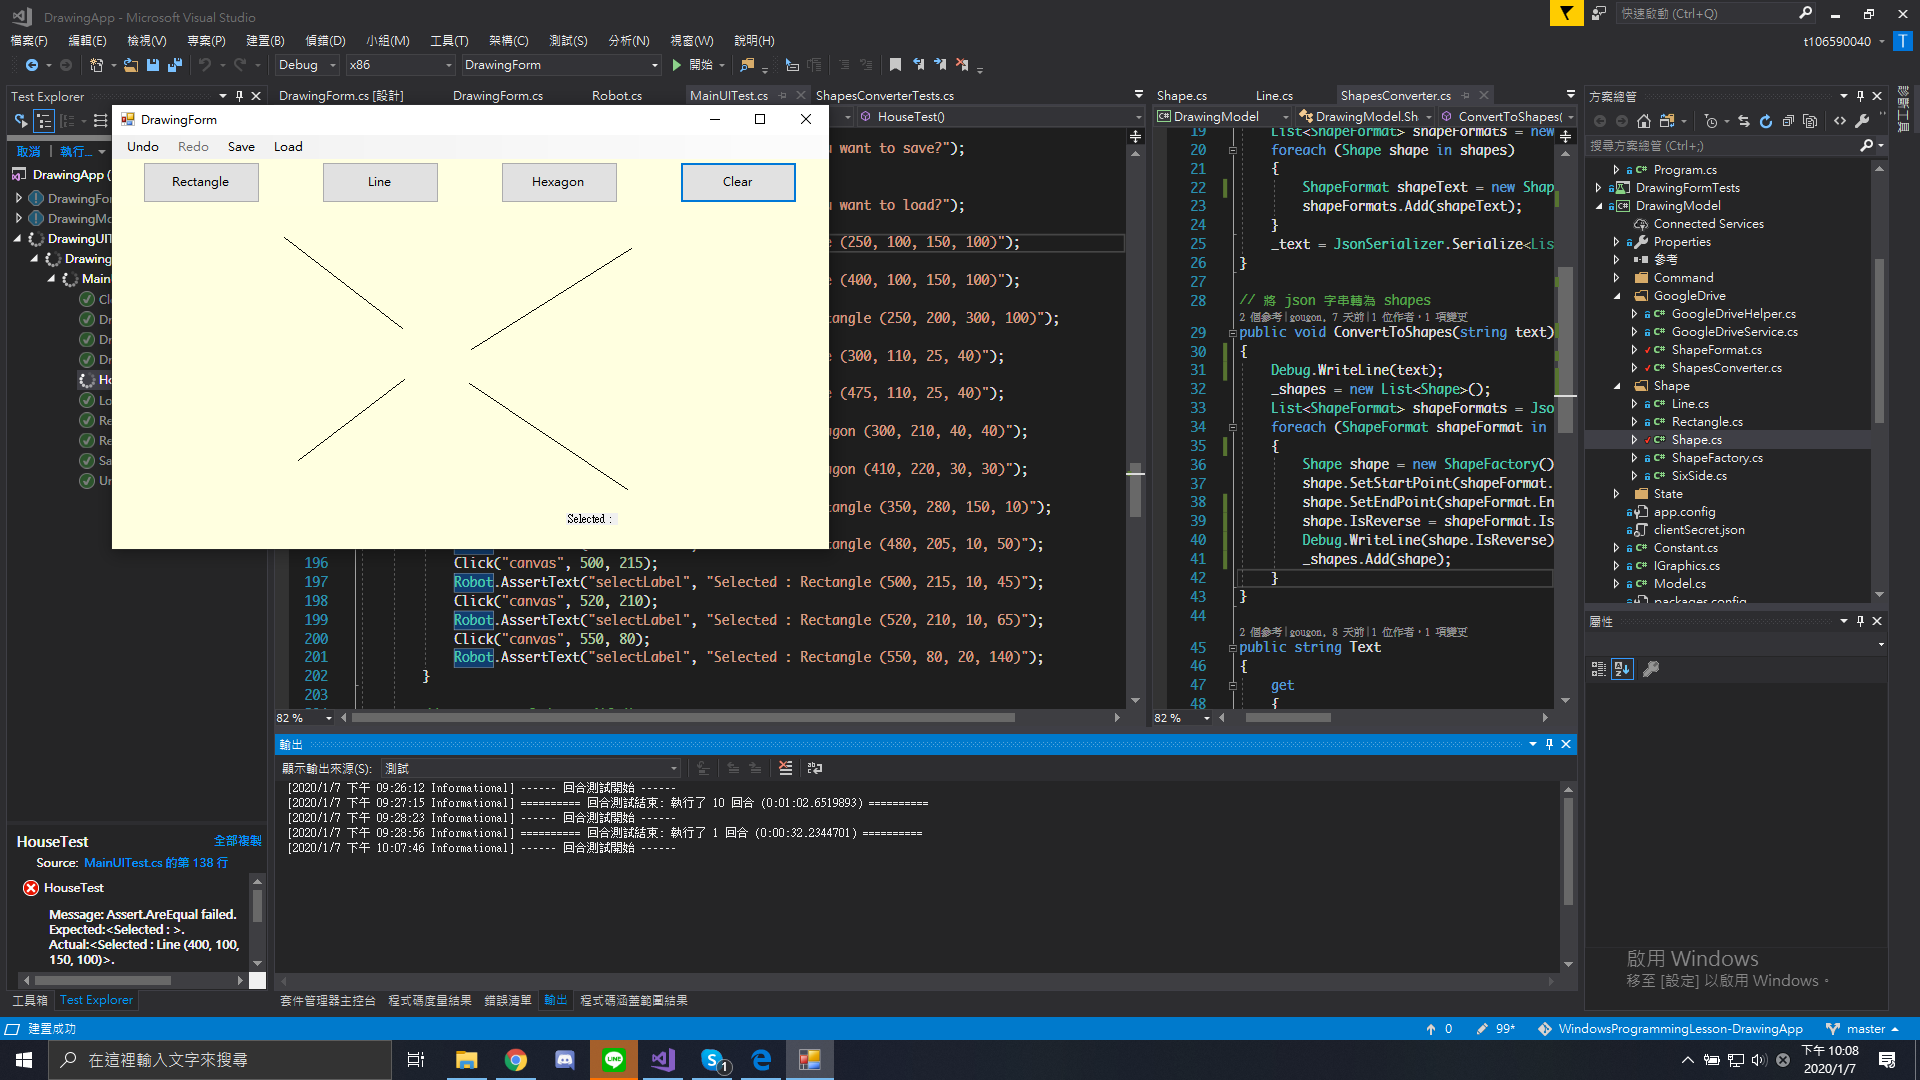 DrawingApp - Microsoft Visual Studio
快速啟動 (Ctrl+Q)
檔案(F) 編輯(E) 檢視(V) 專案(P) 建置(B) 偵錯(D) 小組(M) 工具(T) 架構(C) 測試(S) 分析(N) 視窗(W) 說明(H)
t106590040
T
Debug x86 DrawingForm 開始
Test Explorer
DrawingForm.cs [設計] DrawingForm.cs Robot.cs MainUITest.cs ShapesConverterTests.cs
Shape.cs Line.cs ShapesConverter.cs
方案總管
HouseTest()
DrawingModel DrawingModel.Sh ConvertToShapes(
取消 執行...
搜尋方案總管 (Ctrl+;)
DrawingApp (
DrawingFo
DrawingMo
DrawingUIT
Drawing
Main
Cle
Dr
Dr
Dr
Ho
Lo
Re
Re
Sa
Un
DrawingForm
Undo Redo Save Load
Rectangle Line Hexagon Clear
Selected :
u want to save?");
u want to load?");
e (250, 100, 150, 100)");
e (400, 100, 150, 100)");
tangle (250, 200, 300, 100)");
e (300, 110, 25, 40)");
e (475, 110, 25, 40)");
agon (300, 210, 40, 40)");
agon (410, 220, 30, 30)");
tangle (350, 280, 150, 10)");
tangle (480, 205, 10, 50)");
196 Click("canvas", 500, 215);
197 Robot.AssertText("selectLabel", "Selected : Rectangle (500, 215, 10, 45)");
198 Click("canvas", 520, 210);
199 Robot.AssertText("selectLabel", "Selected : Rectangle (520, 210, 10, 65)");
200 Click("canvas", 550, 80);
201 Robot.AssertText("selectLabel", "Selected : Rectangle (550, 80, 20, 140)");
202 }
203
82 %
19 List<ShapeFormat> shapeFormats = new
20 foreach (Shape shape in shapes)
21 {
22 ShapeFormat shapeText = new Shap
23 shapeFormats.Add(shapeText);
24 }
25 _text = JsonSerializer.Serialize<Lis
26 }
27
28 // 將 json 字串轉為 shapes
2 個參考|gougon, 7 天前|1 位作者，1 項變更
29 public void ConvertToShapes(string text)
30 {
31 Debug.WriteLine(text);
32 _shapes = new List<Shape>();
33 List<ShapeFormat> shapeFormats = Jso
34 foreach (ShapeFormat shapeFormat in
35 {
36 Shape shape = new ShapeFactory()
37 shape.SetStartPoint(shapeFormat.
38 shape.SetEndPoint(shapeFormat.En
39 shape.IsReverse = shapeFormat.Is
40 Debug.WriteLine(shape.IsReverse)
41 _shapes.Add(shape);
42 }
43 }
44
2 個參考|gougon, 8 天前|1 位作者，1 項變更
45 public string Text
46 {
47 get
48 {
82 %
Program.cs
DrawingFormTests
DrawingModel
Connected Services
Properties
參考
Command
GoogleDrive
GoogleDriveHelper.cs
GoogleDriveService.cs
ShapeFormat.cs
ShapesConverter.cs
Shape
Line.cs
Rectangle.cs
Shape.cs
ShapeFactory.cs
SixSide.cs
State
app.config
clientSecret.json
Constant.cs
IGraphics.cs
Model.cs
packages.config
屬性
診斷工具
輸出
顯示輸出來源(S): 測試
[2020/1/7 下午 09:26:12 Informational] ------ 回合測試開始 ------
[2020/1/7 下午 09:27:15 Informational] ========== 回合測試結束: 執行了 10 回合 (0:01:02.6519893) ==========
[2020/1/7 下午 09:28:23 Informational] ------ 回合測試開始 ------
[2020/1/7 下午 09:28:56 Informational] ========== 回合測試結束: 執行了 1 回合 (0:00:32.2344701) ==========
[2020/1/7 下午 10:07:46 Informational] ------ 回合測試開始 ------
HouseTest 全部複製
Source: MainUITest.cs 的第 138 行
HouseTest
Message: Assert.AreEqual failed.
Expected:<Selected : >.
Actual:<Selected : Line (400, 100,
150, 100)>.
工具箱 Test Explorer
套件管理器主控台 程式碼度量結果 錯誤清單 輸出 程式碼涵蓋範圍結果
啟用 Windows
移至 [設定] 以啟用 Windows。
建置成功
0 99* WindowsProgrammingLesson-DrawingApp master
在這裡輸入文字來搜尋
LINE
1
下午 10:08
2020/1/7